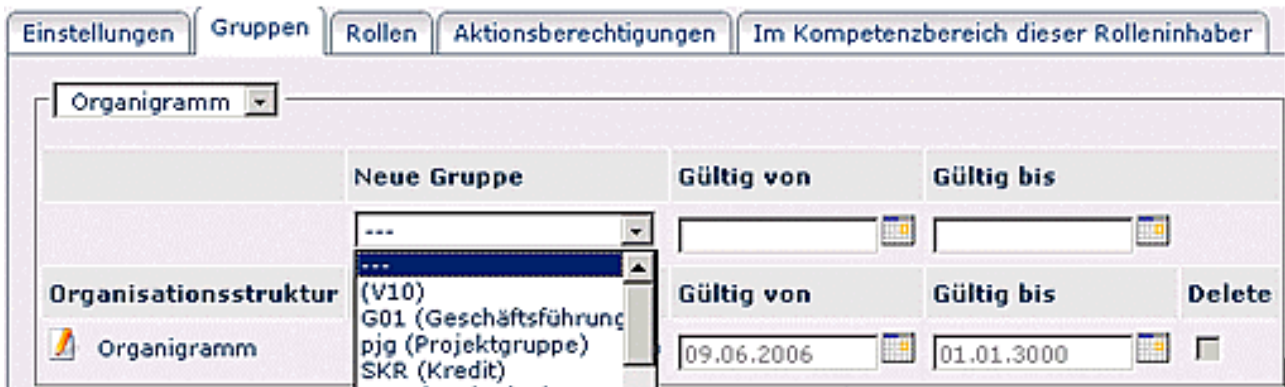 Einstellungen Gruppen Rollen Aktionsberechtigungen Im Kompetenzbereich dieser Rolleninhaber
Organigramm
Neue Gruppe Gültig von Gültig bis
---
---
(V10)
G01 (Geschäftsführung
pjg (Projektgruppe)
SKR (Kredit)
Organisationsstruktur Gültig von Gültig bis Delete
Organigramm 09.06.2006 01.01.3000